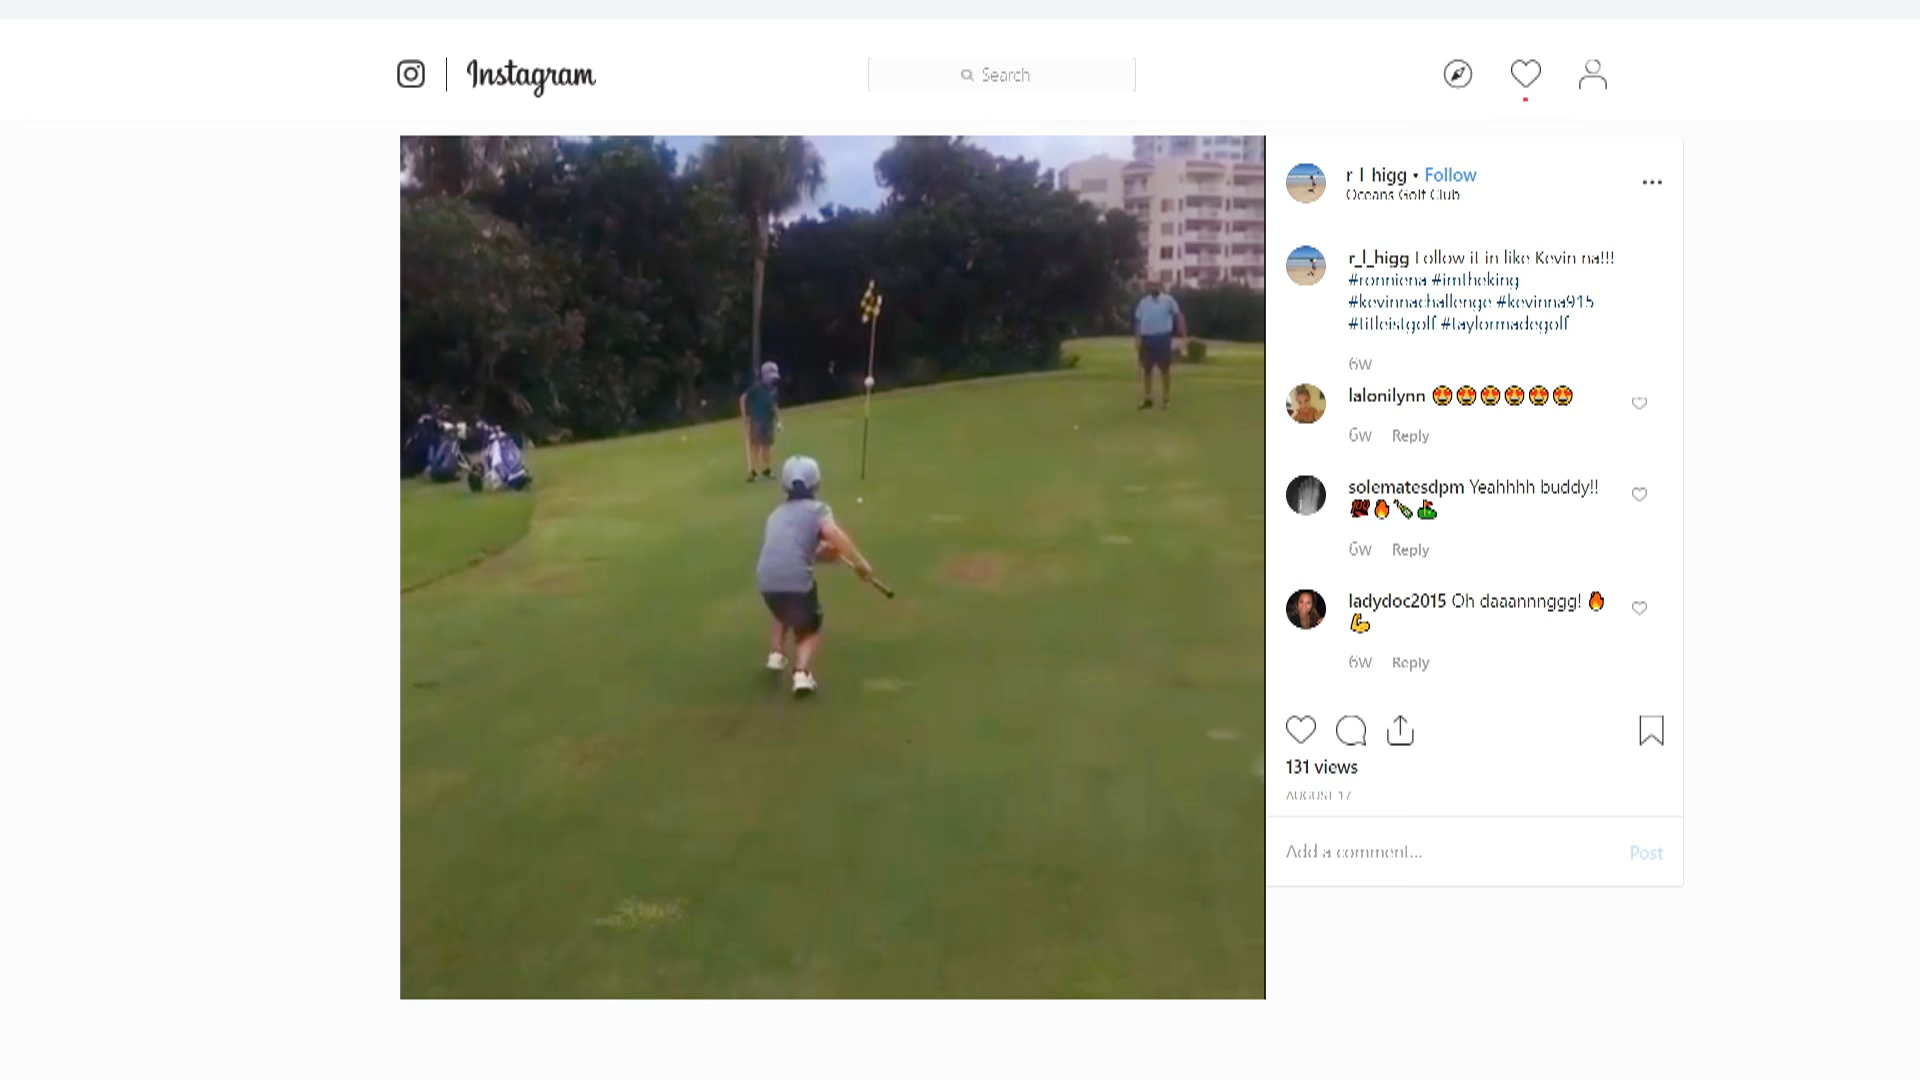 Instagram
Search
r_l_higg • Follow
Oceans Golf Club
r_l_higg Follow it in like Kevin na!!!
#ronniena #imtheking
#kevinnachallenge #kevinna915
#titleistgolf #taylormadegolf
6w
lalonilynn 😍😍😍😍😍😍
6w Reply
solematesdpm Yeahhhh buddy!!
💯🔥🍾⛳
6w Reply
ladydoc2015 Oh daaannnggg! 🔥
💪
6w Reply
131 views
AUGUST 17
Add a comment...
Post